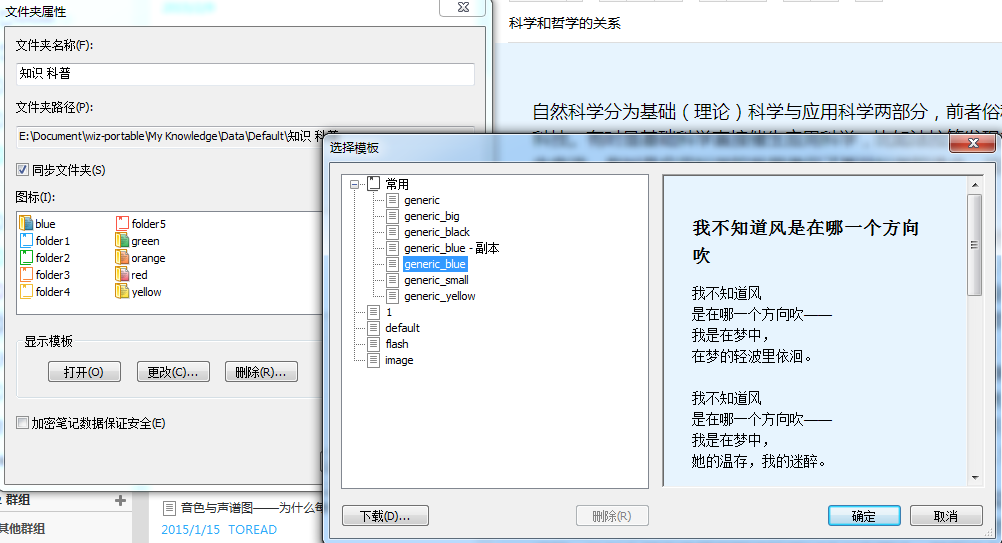 文件夹属性
文件夹名称(F):
知识 科普
文件夹路径(P):
E:\Document\wiz-portable\My Knowledge\Data\Default\知识 科普
同步文件夹(S)
图标(I):
blue
folder1
folder2
folder3
folder4
folder5
green
orange
red
yellow
显示模板
打开(O)
更改(C)...
删除(R)...
加密笔记数据保证安全(E)
群组
其他群组
音色与声谱图——为什么每
2015/1/15 TOREAD
科学和哲学的关系
自然科学分为基础（理论）科学与应用科学两部分，前者俗称
选择模板
常用
generic
generic_big
generic_black
generic_blue - 副本
generic_blue
generic_small
generic_yellow
1
default
flash
image
我不知道风是在哪一个方向
吹
我不知道风
是在哪一个方向吹——
我是在梦中，
在梦的轻波里依洄。
我不知道风
是在哪一个方向吹——
我是在梦中，
她的温存，我的迷醉。
下载(D)...
删除(R)
确定
取消